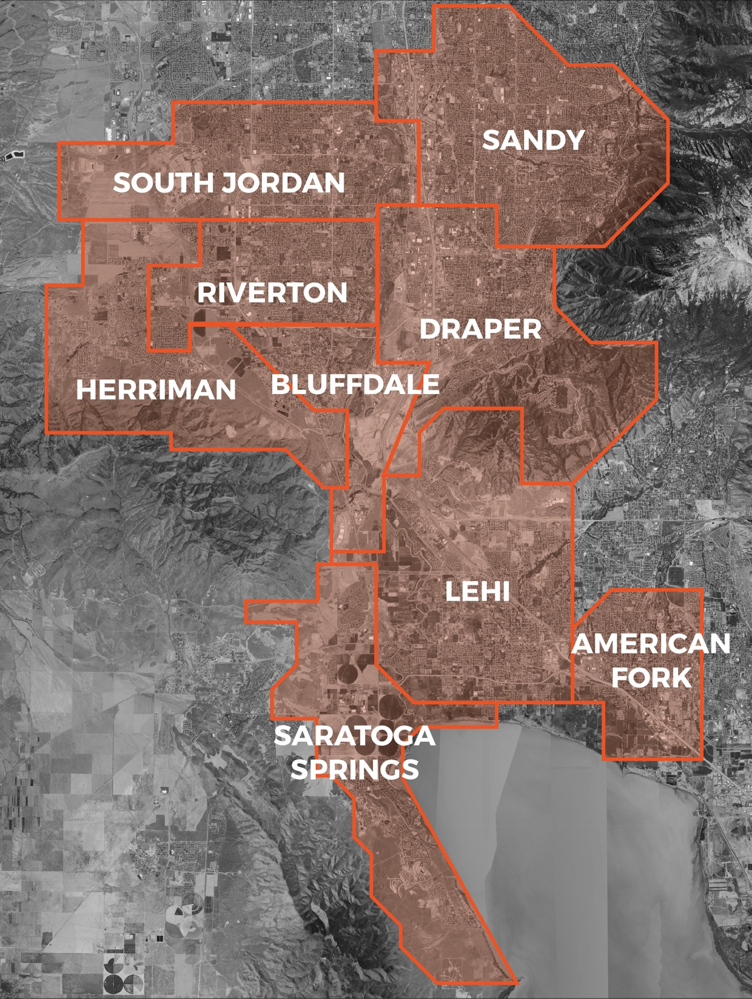 SANDY
SOUTH JORDAN
RIVERTON
DRAPER
HERRIMAN
BLUFFDALE
LEHI
AMERICAN
FORK
SARATOGA
SPRINGS